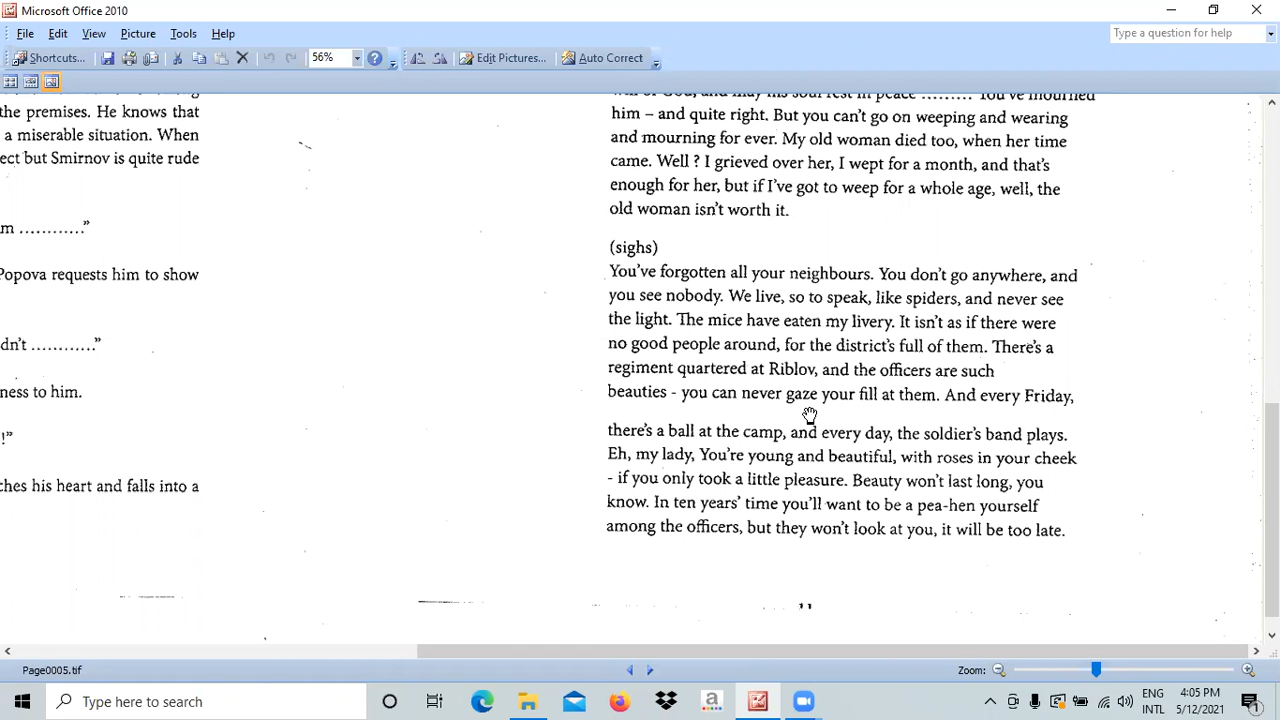 Microsoft Office 2010
File Edit View Picture Tools Help
Type a question for help
Shortcuts... 56% Edit Pictures... Auto Correct
the premises. He knows that
a miserable situation. When
ect but Smirnov is quite rude
m …………”
Popova requests him to show
dn’t …………”
ness to him.
!”
ches his heart and falls into a
will of God, and may his soul rest in peace ……… You’ve mourned
him – and quite right. But you can’t go on weeping and wearing
and mourning for ever. My old woman died too, when her time
came. Well ? I grieved over her, I wept for a month, and that’s
enough for her, but if I’ve got to weep for a whole age, well, the
old woman isn’t worth it.
(sighs)
You’ve forgotten all your neighbours. You don’t go anywhere, and
you see nobody. We live, so to speak, like spiders, and never see
the light. The mice have eaten my livery. It isn’t as if there were
no good people around, for the district’s full of them. There’s a
regiment quartered at Riblov, and the officers are such
beauties - you can never gaze your fill at them. And every Friday,
there’s a ball at the camp, and every day, the soldier’s band plays.
Eh, my lady, You’re young and beautiful, with roses in your cheek
- if you only took a little pleasure. Beauty won’t last long, you
know. In ten years’ time you’ll want to be a pea-hen yourself
among the officers, but they won’t look at you, it will be too late.
Page0005.tif
Zoom:
Type here to search
ENG
INTL
4:05 PM
5/12/2021